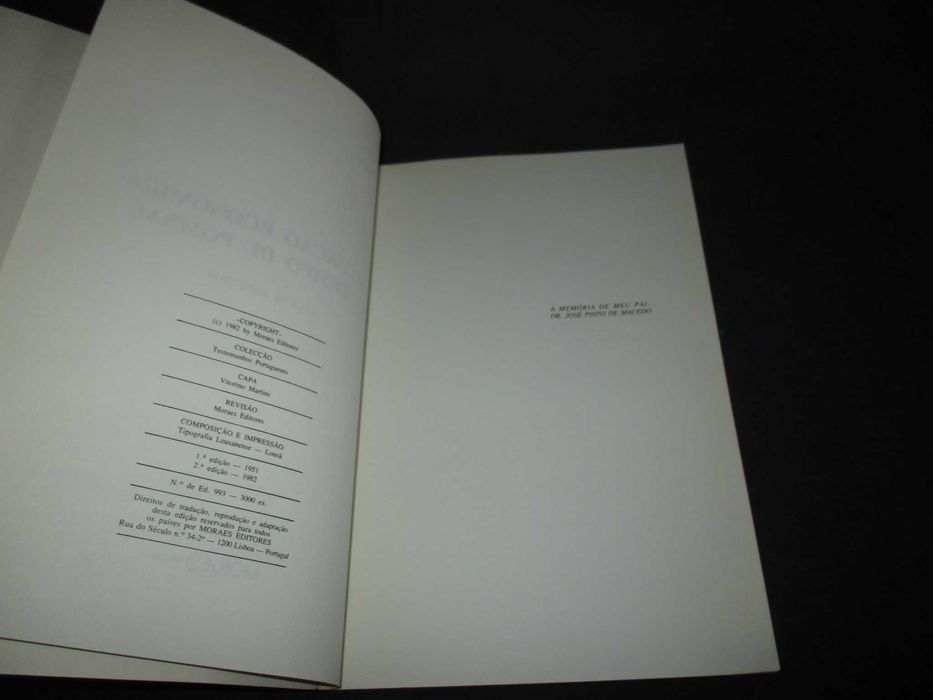 «COPYRIGHT»
(c) 1982 by Moraes Editores
COLECÇÃO
Testemunhos Portugueses
CAPA
Vitorino Martins
REVISÃO
Moraes Editores
COMPOSIÇÃO E IMPRESSÃO
Tipografia Lousanense — Lousã
1.ª edição — 1951
2.ª edição — 1982
N.º de Ed. 993 — 3000 ex.
Direitos de tradução, reprodução e adaptação
desta edição reservados para todos
os países por MORAES EDITORES
Rua do Século n.º 34-2º — 1200 Lisboa — Portugal
À MEMÓRIA DE MEU PAI,
DR. JOSÉ PINTO DE MACEDO